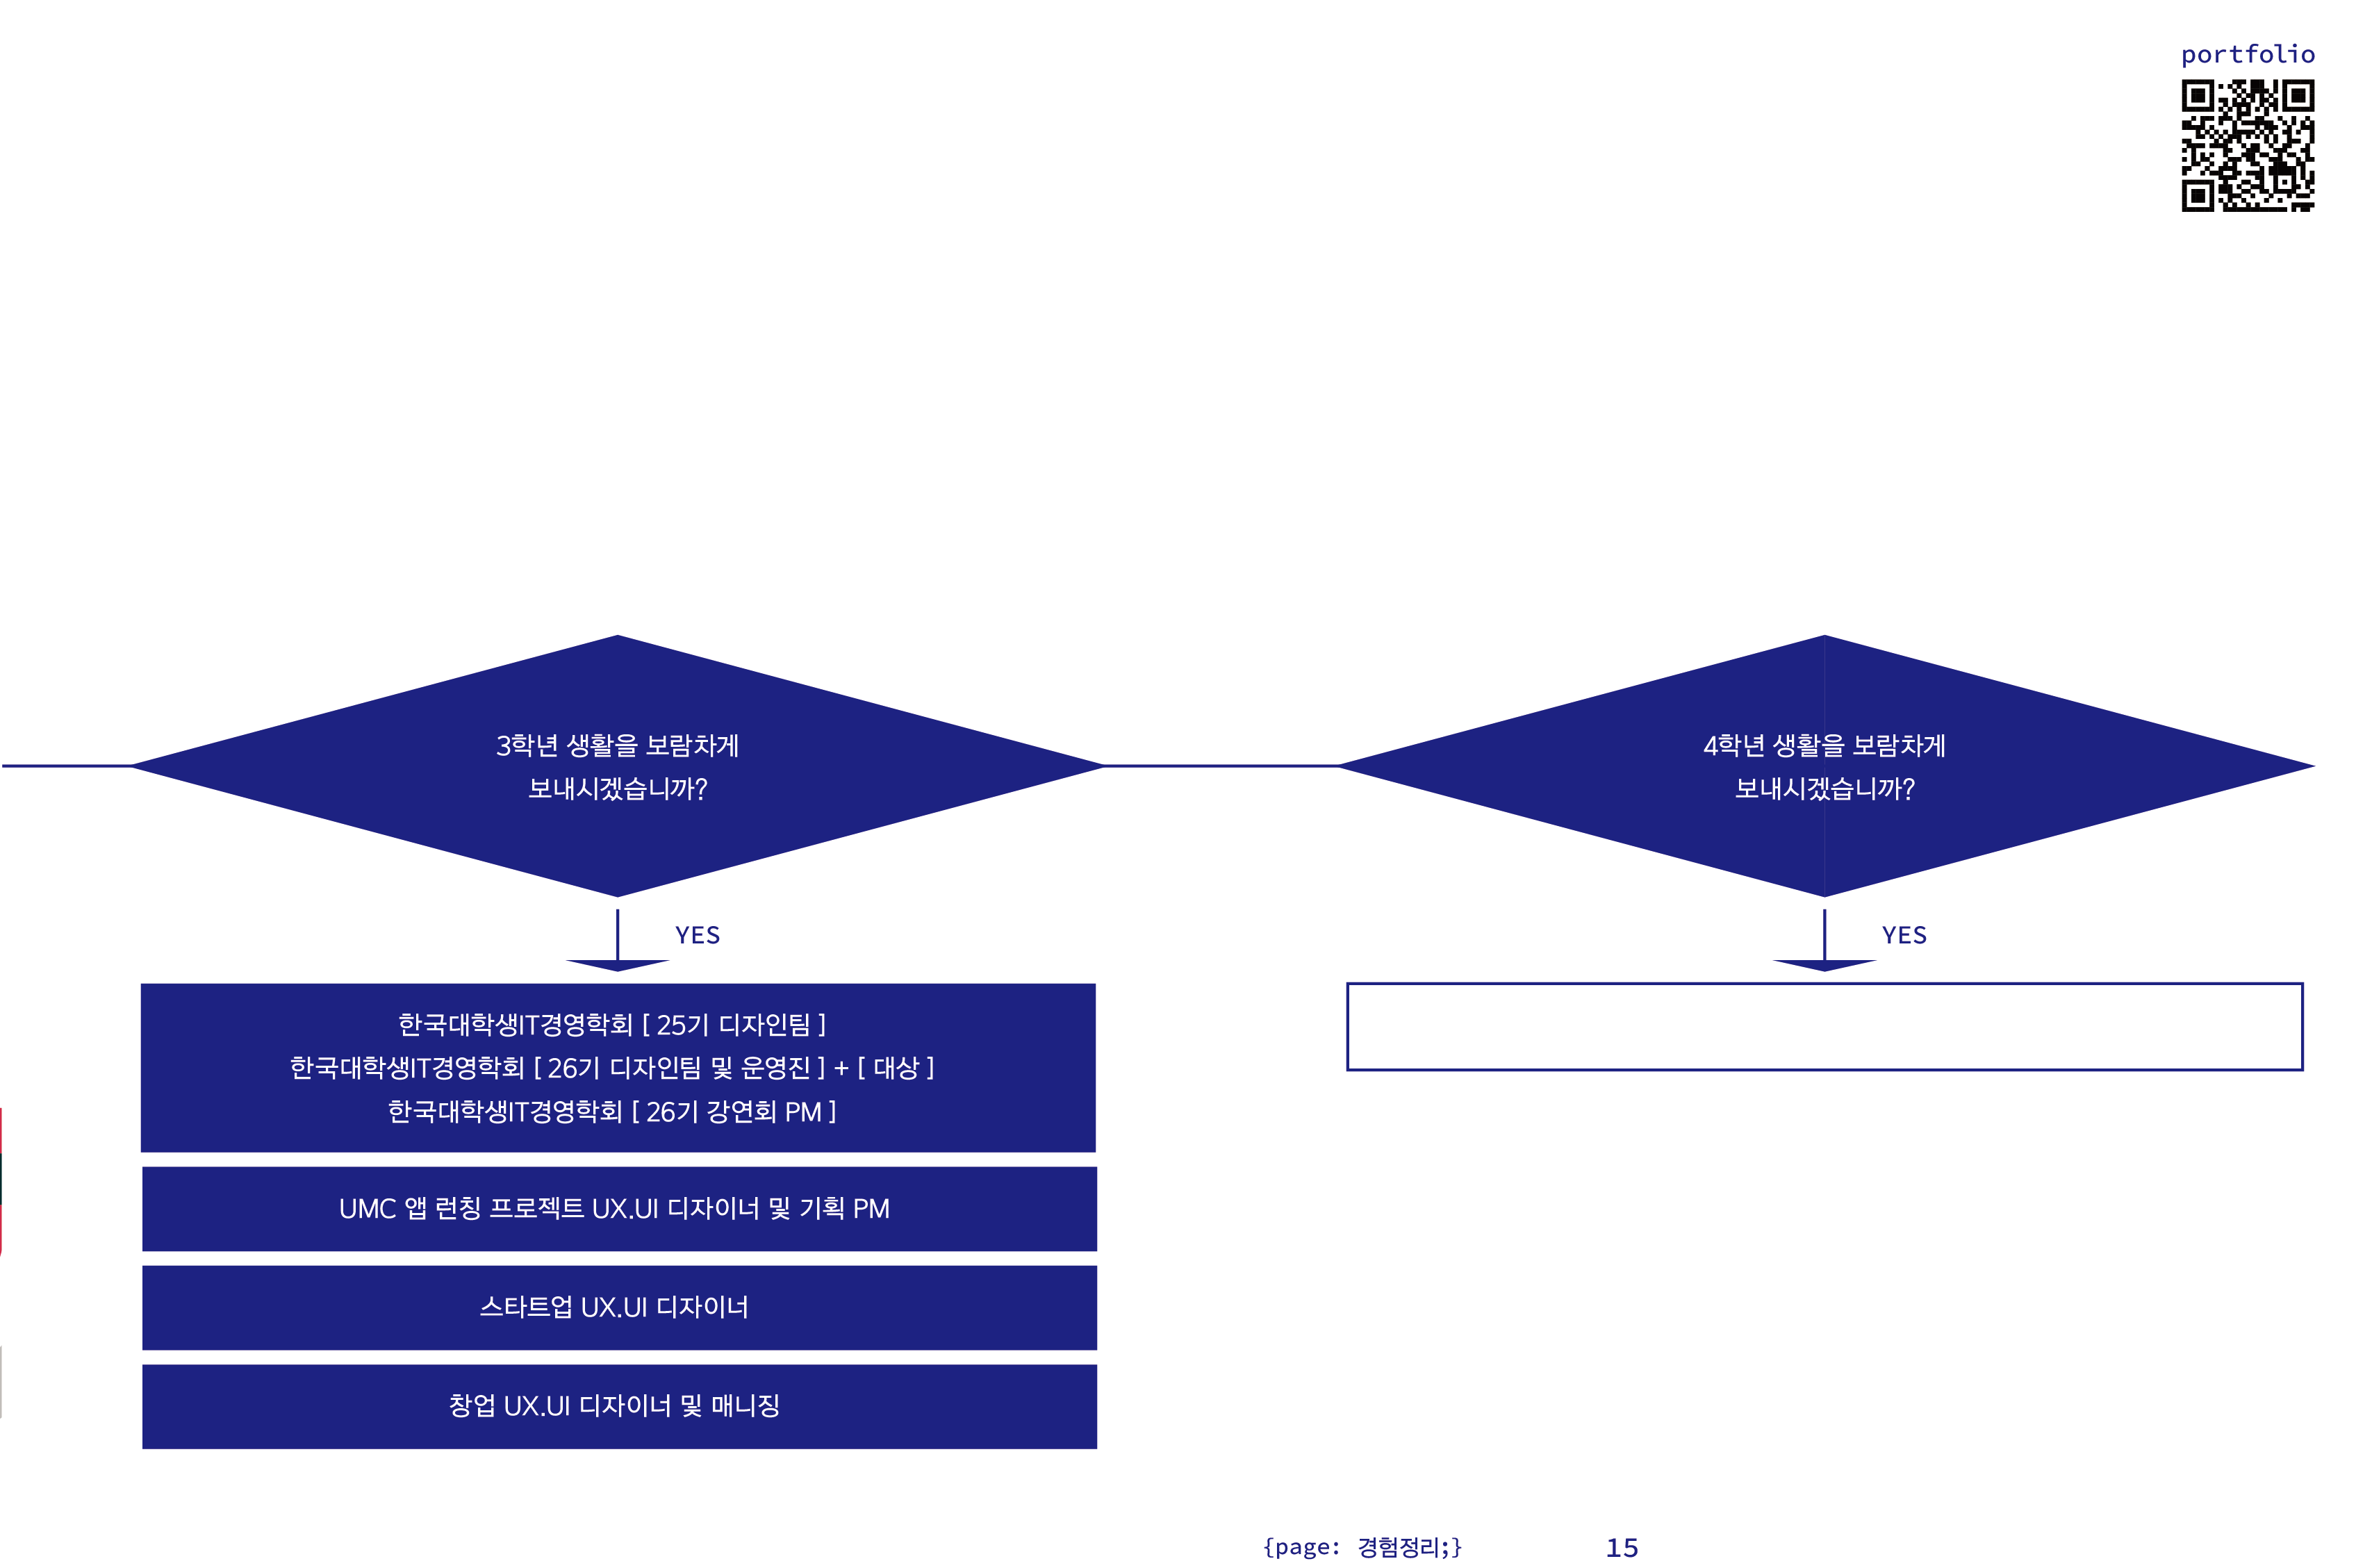 portfolio
3학년 생활을 보람차게
보내시겠습니까?
4학년 생활을 보람차게
보내시겠습니까?
YES
YES
한국대학생IT경영학회 [ 25기 디자인팀 ]
한국대학생IT경영학회 [ 26기 디자인팀 및 운영진 ] + [ 대상 ]
한국대학생IT경영학회 [ 26기 강연회 PM ]
UMC 앱 런칭 프로젝트 UX.UI 디자이너 및 기획 PM
스타트업 UX.UI 디자이너
창업 UX.UI 디자이너 및 매니징
{page: 경험정리;}
15